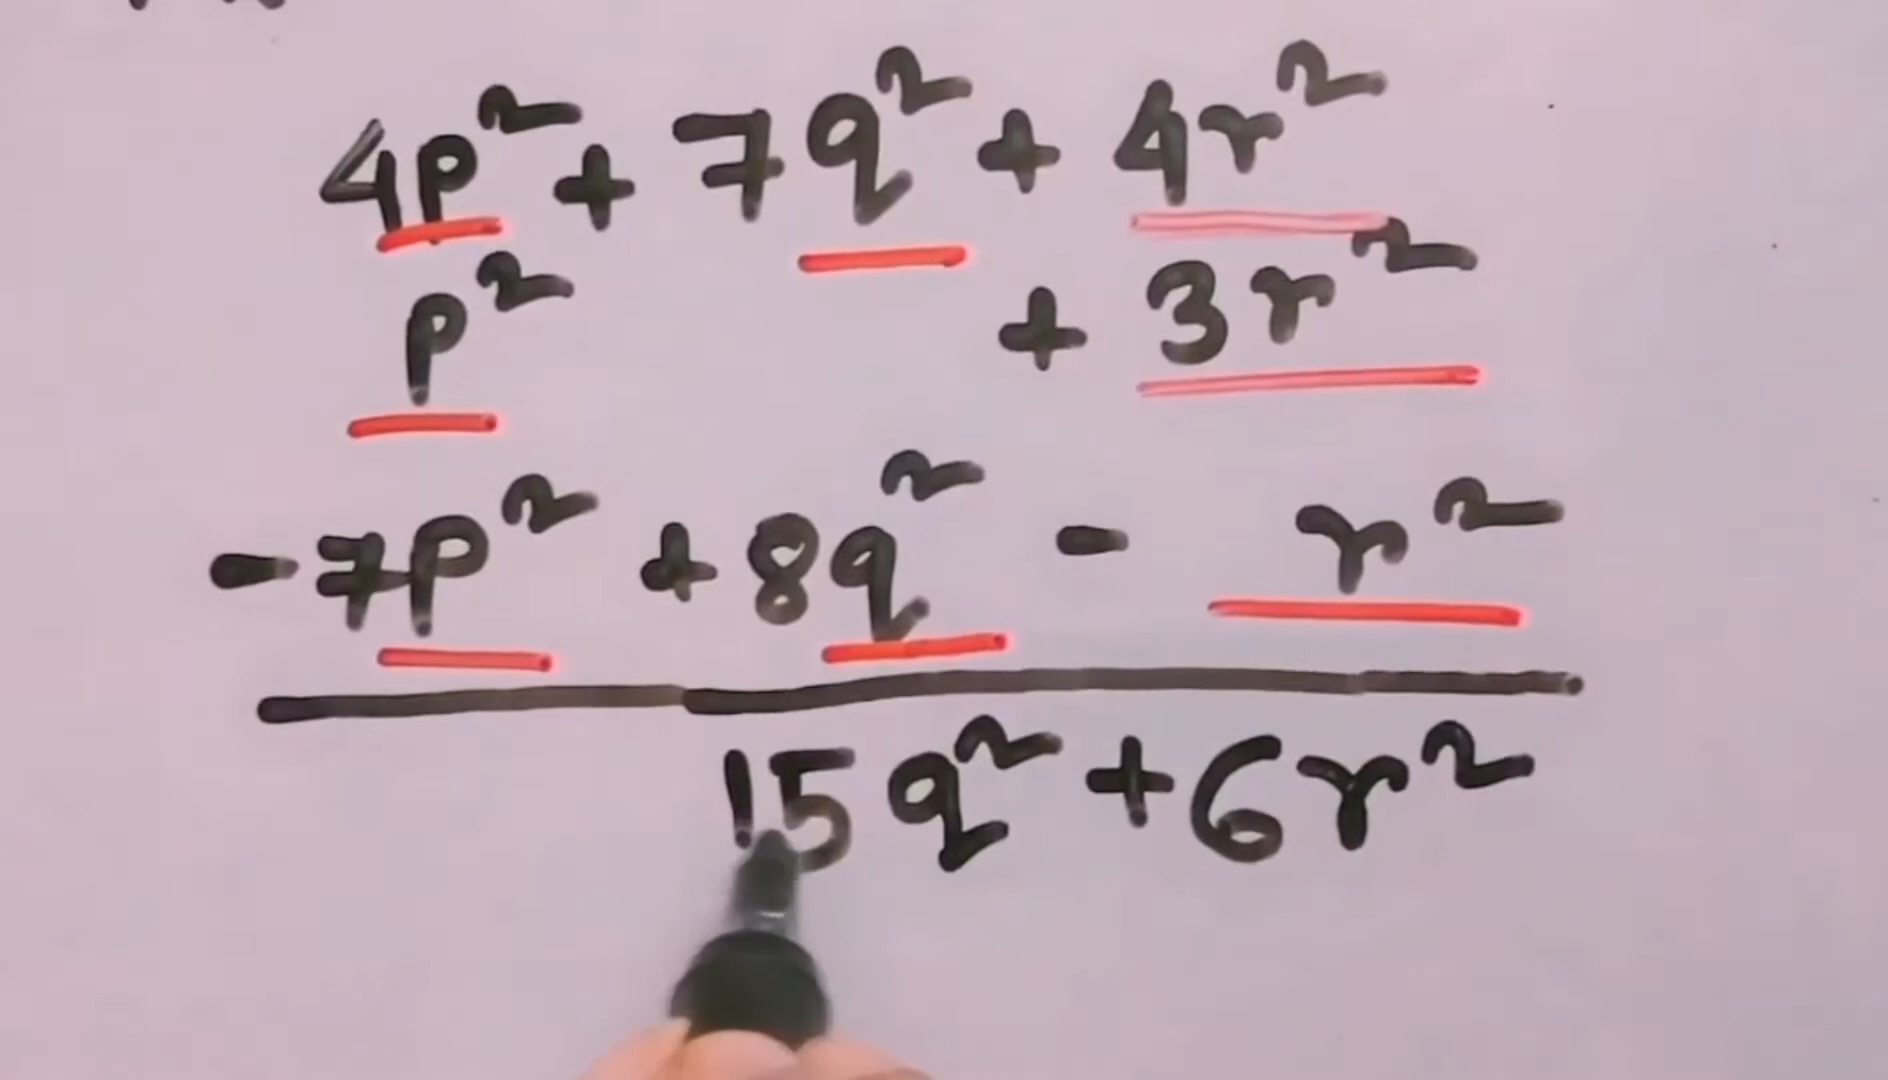 4p² + 7q² + 4r²
p² + 3r²
-7p² + 8q² - r²
15q² + 6r²